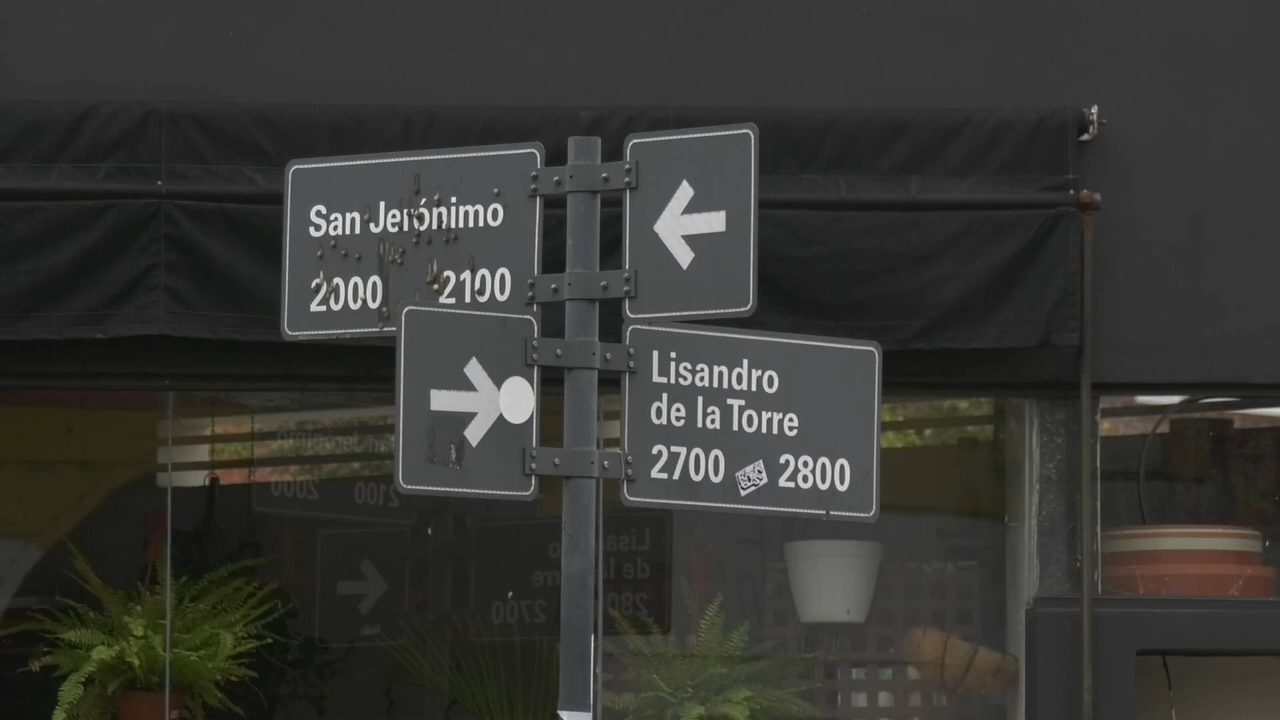 San Jerónimo
2000 2100
Lisandro
de la Torre
2700 2800